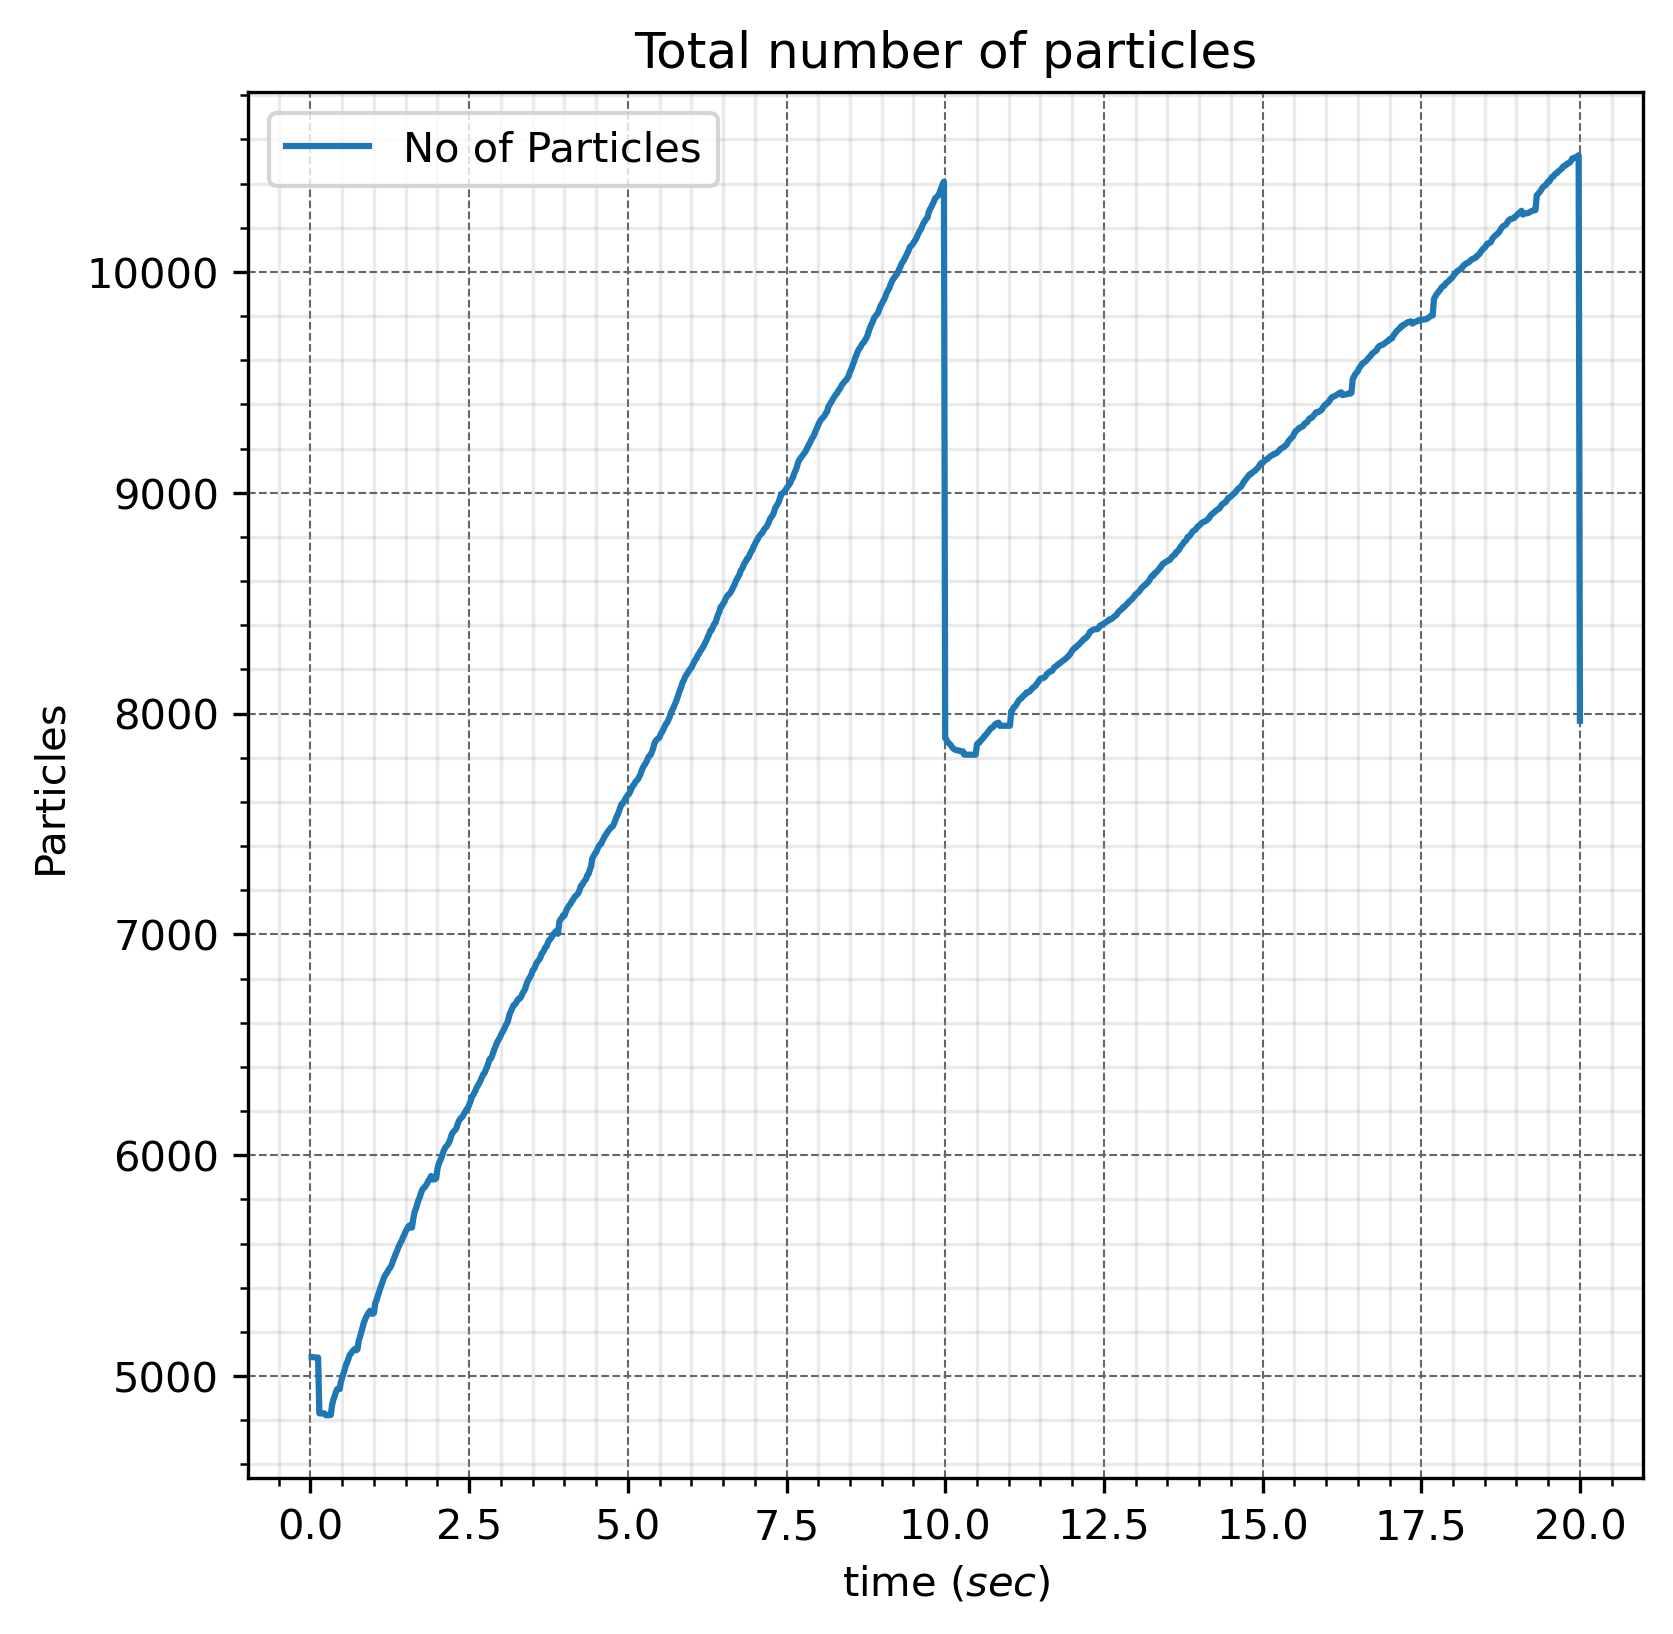 Total number of particles
No of Particles
10000
9000
8000
7000
6000
5000
Particles
0.0 2.5 5.0 7.5 10.0 12.5 15.0 17.5 20.0
time (sec)